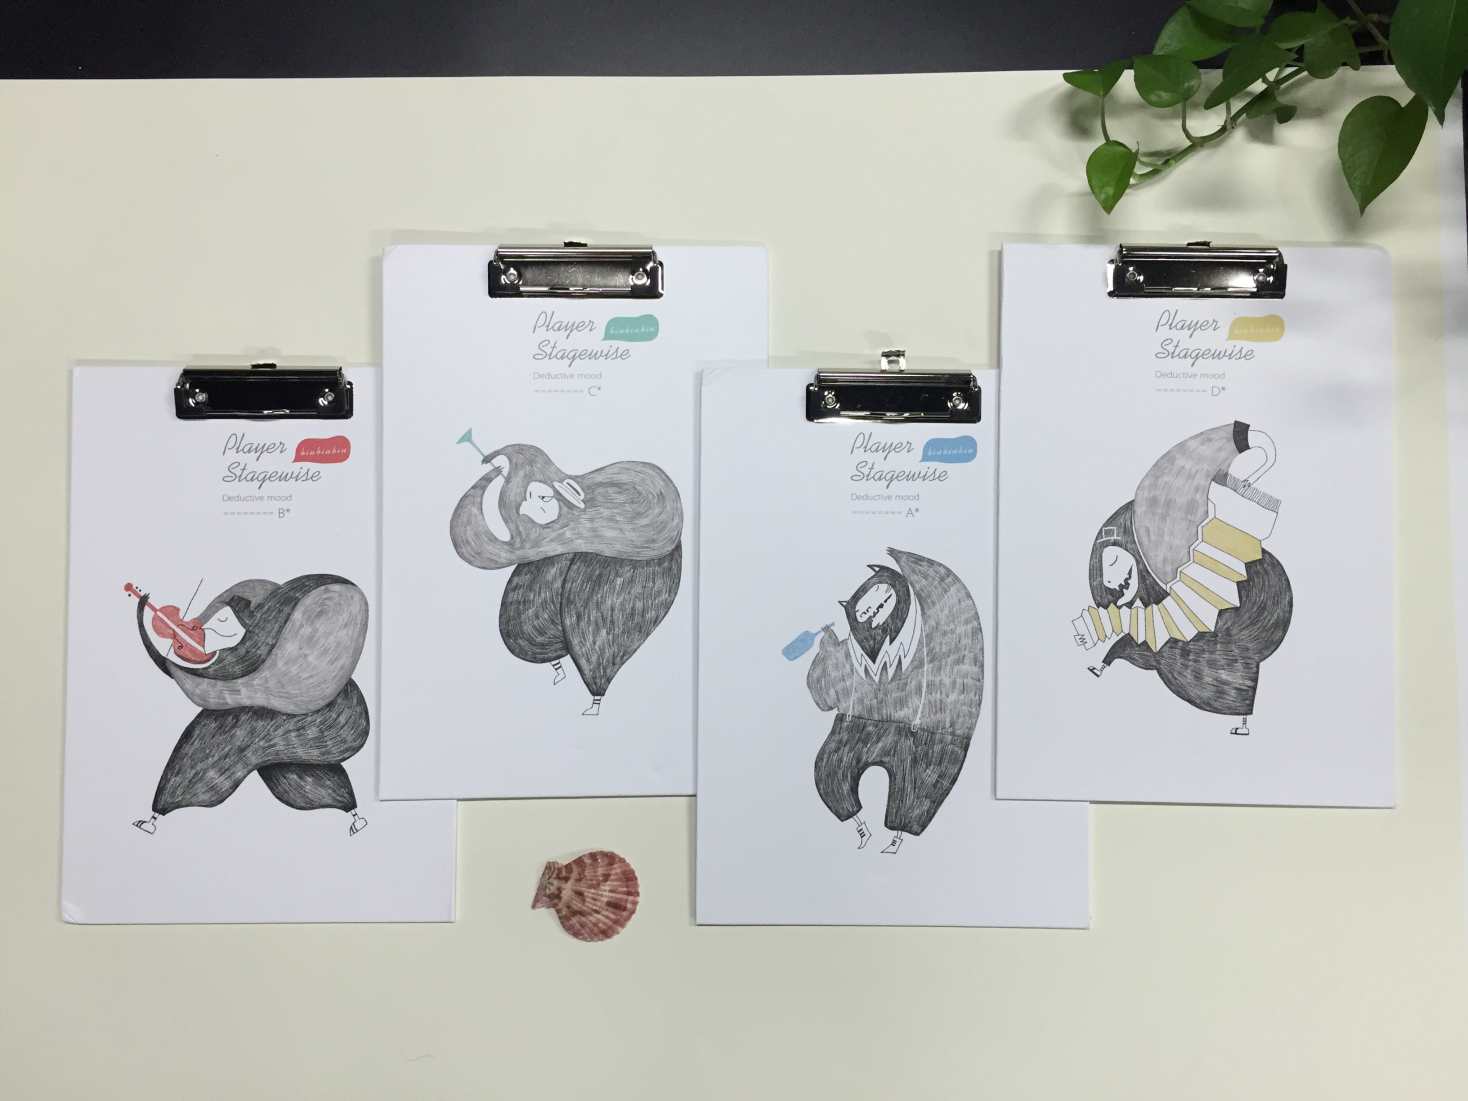 Player
Stagewise
Deductive mood
-------- B*
Player
Stagewise
Deductive mood
-------- C*
Player
Stagewise
Deductive mood
-------- A*
Player
Stagewise
Deductive mood
-------- D*